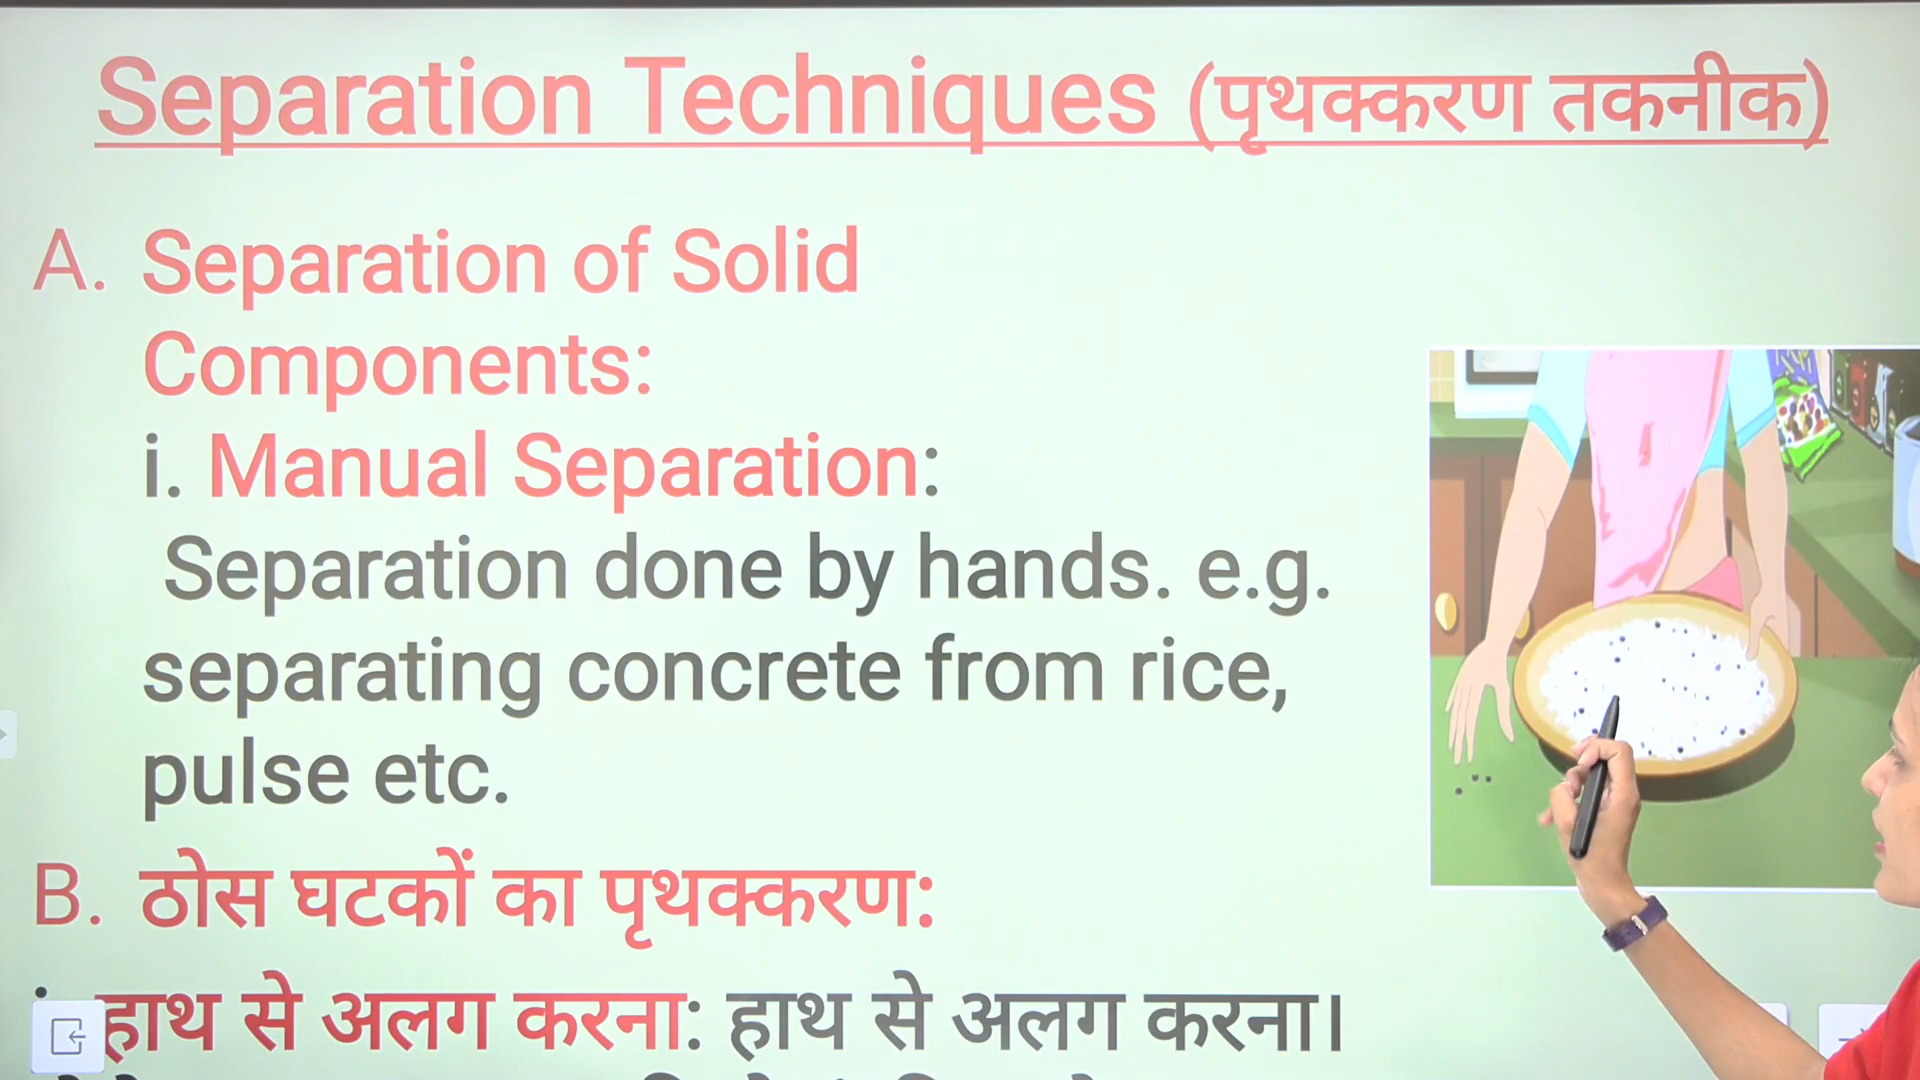 Separation Techniques (पृथक्करण तकनीक)
A. Separation of Solid
Components:
i. Manual Separation:
Separation done by hands. e.g.
separating concrete from rice,
pulse etc.
B. ठोस घटकों का पृथक्करण:
हाथ से अलग करना: हाथ से अलग करना।